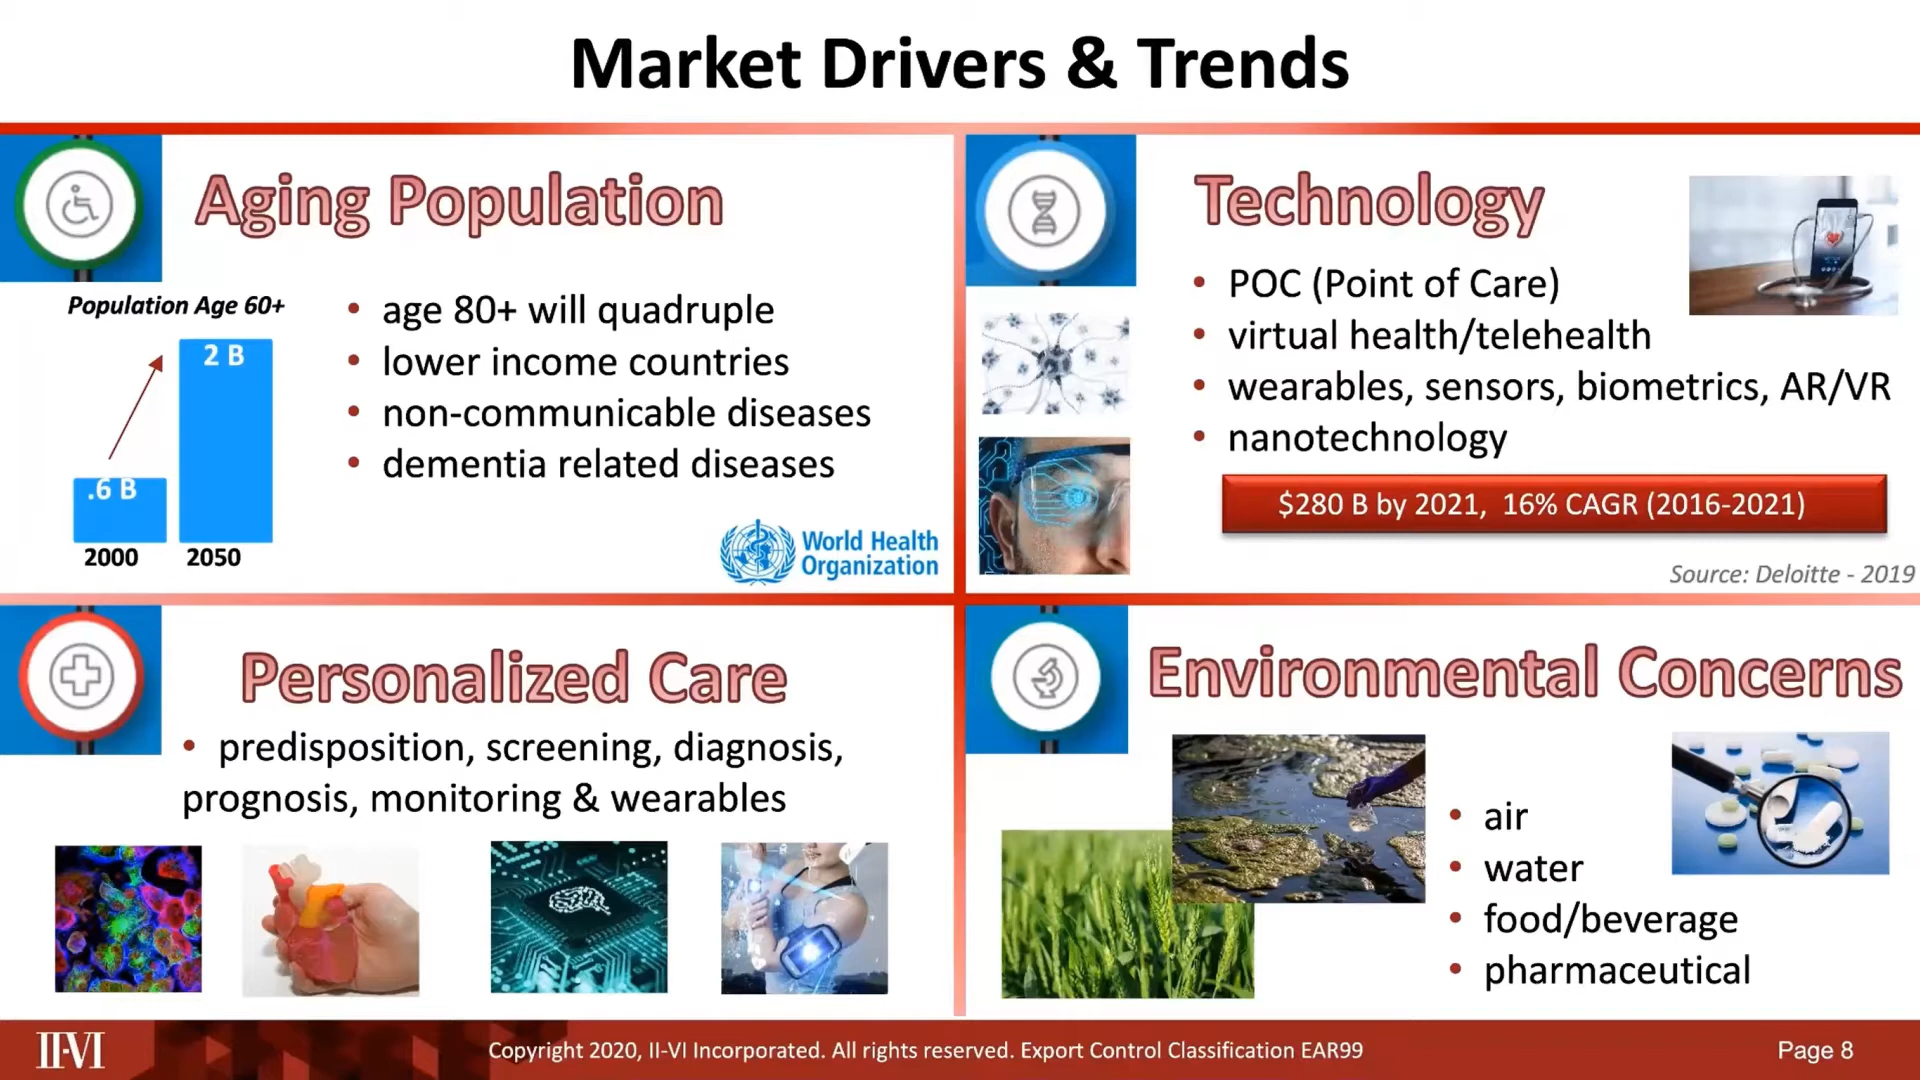 Market Drivers & Trends
Aging Population
Population Age 60+
2 B
.6 B
2000 2050
• age 80+ will quadruple
• lower income countries
• non-communicable diseases
• dementia related diseases
World Health
Organization
Technology
• POC (Point of Care)
• virtual health/telehealth
• wearables, sensors, biometrics, AR/VR
• nanotechnology
$280 B by 2021, 16% CAGR (2016-2021)
Source: Deloitte - 2019
Personalized Care
• predisposition, screening, diagnosis,
prognosis, monitoring & wearables
Environmental Concerns
• air
• water
• food/beverage
• pharmaceutical
II-VI
Copyright 2020, II-VI Incorporated. All rights reserved. Export Control Classification EAR99
Page 8